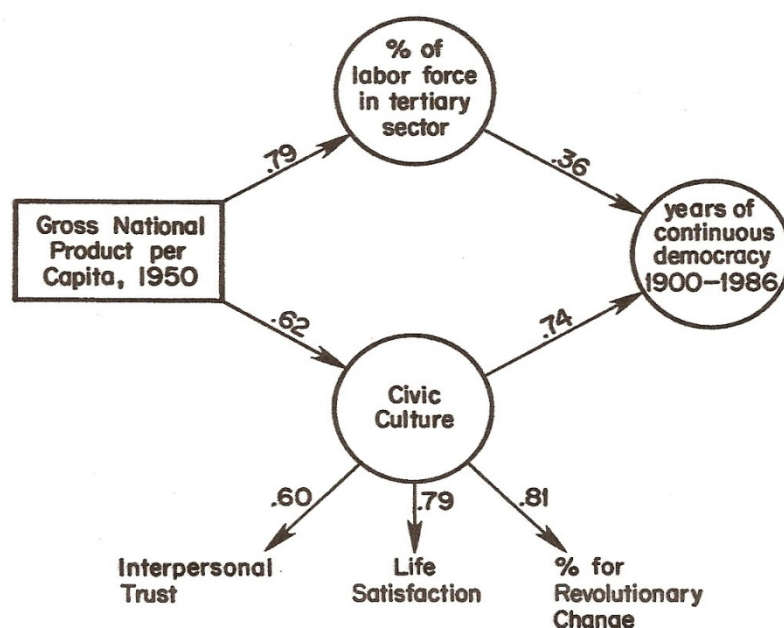 % of
labor force
in tertiary
sector
.79
.36
Gross National
Product per
Capita, 1950
years of
continuous
democracy
1900–1986
.62
.74
Civic
Culture
.60
.79
.81
Interpersonal
Trust
Life
Satisfaction
% for
Revolutionary
Change